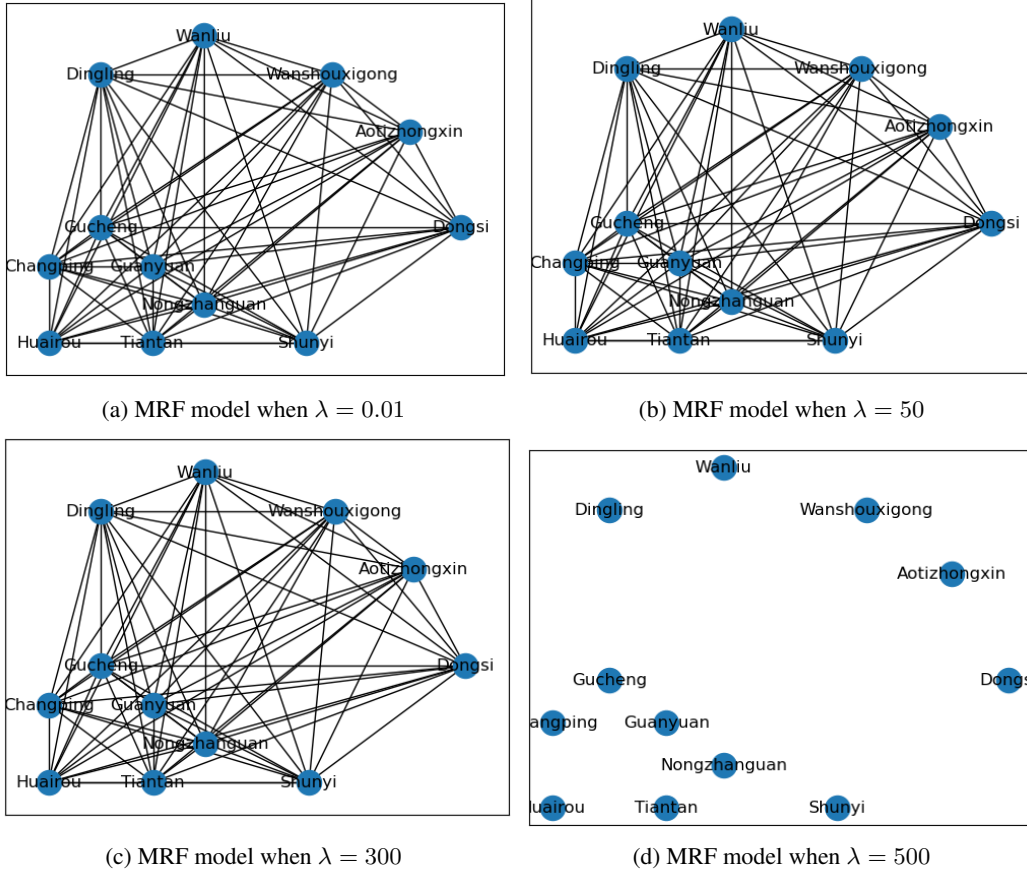 Wanliu
Dingling
Wanshouxigong
Aotizhongxin
Gucheng
Dongsi
Changping
Guanyuan
Nongzhanguan
Huairou
Tiantan
Shunyi
(a) MRF model when λ = 0.01
Wanliu
Dingling
Wanshouxigong
Aotizhongxin
Gucheng
Dongsi
Changping
Guanyuan
Nongzhanguan
Huairou
Tiantan
Shunyi
(b) MRF model when λ = 50
Wanliu
Dingling
Wanshouxigong
Aotizhongxin
Gucheng
Dongsi
Changping
Guanyuan
Nongzhanguan
Huairou
Tiantan
Shunyi
(c) MRF model when λ = 300
Wanliu
Dingling
Wanshouxigong
Aotizhongxin
Gucheng
Dongs
angping
Guanyuan
Nongzhanguan
uairou
Tiantan
Shunyi
(d) MRF model when λ = 500